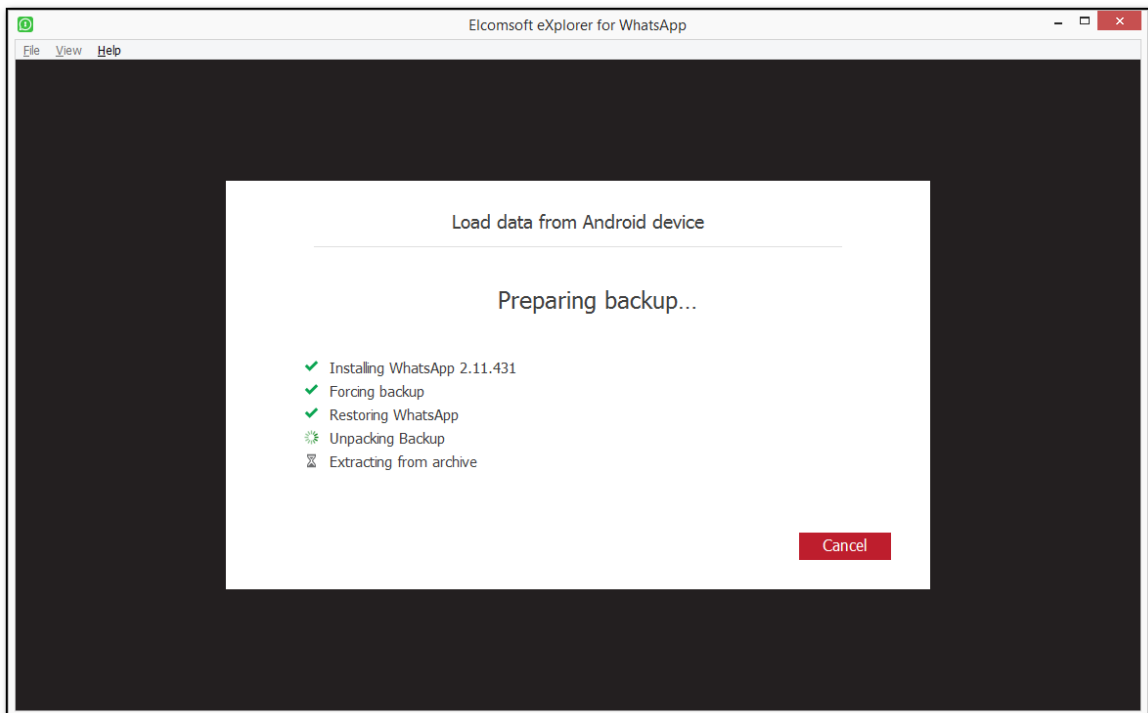 Elcomsoft eXplorer for WhatsApp
File View Help
Load data from Android device
Preparing backup...
Installing WhatsApp 2.11.431
Forcing backup
Restoring WhatsApp
Unpacking Backup
Extracting from archive
Cancel